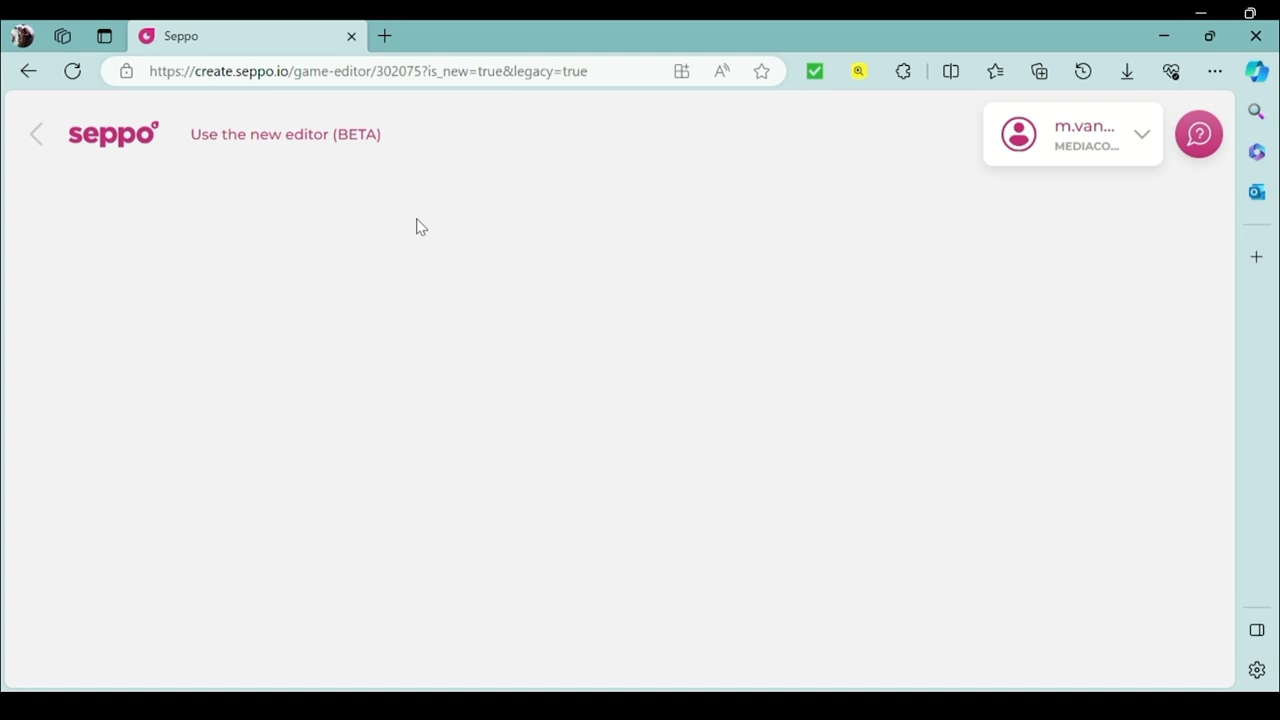 Seppo
https://create.seppo.io/game-editor/302075?is_new=true&legacy=true
seppo
Use the new editor (BETA)
m.van...
MEDIACO...